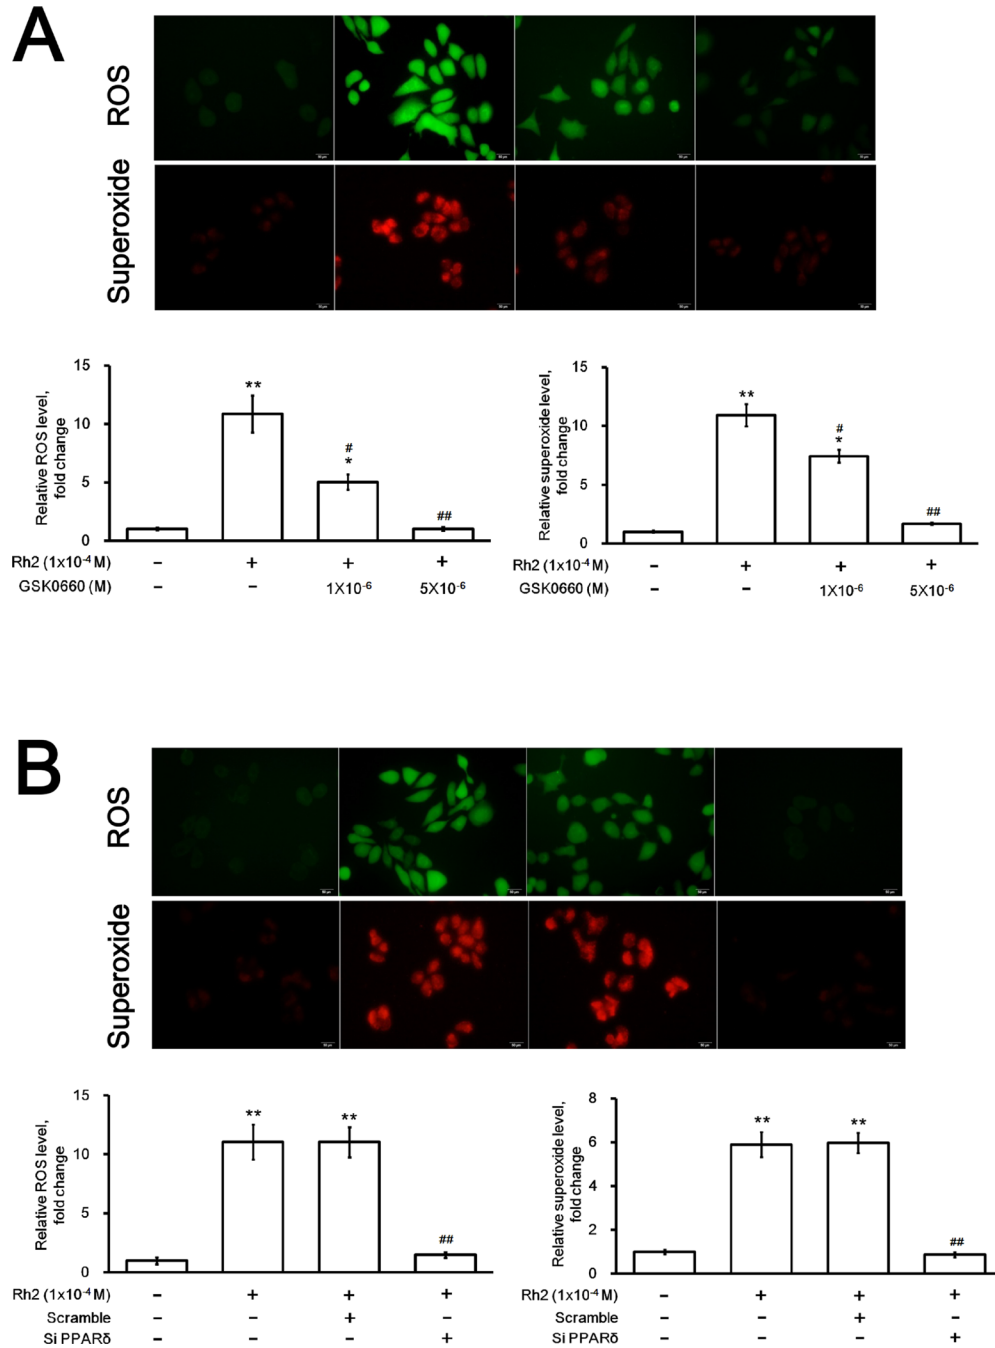 A
ROS
Superoxide
Relative ROS level,
fold change
15
10
5
0
**
#
*
##
Rh2 (1x10⁻⁴ M) − + + +
GSK0660 (M) − − 1X10⁻⁶ 5X10⁻⁶
Relative superoxide level,
fold change
15
10
5
0
**
#
*
##
Rh2 (1x10⁻⁴ M) − + + +
GSK0660 (M) − − 1X10⁻⁶ 5X10⁻⁶
B
ROS
Superoxide
Relative ROS level,
fold change
15
10
5
0
**
**
##
Rh2 (1x10⁻⁴ M) − + + +
Scramble − − + −
Si PPARδ − − − +
Relative superoxide level,
fold change
8
6
4
2
0
**
**
##
Rh2 (1x10⁻⁴ M) − + + +
Scramble − − + −
Si PPARδ − − − +